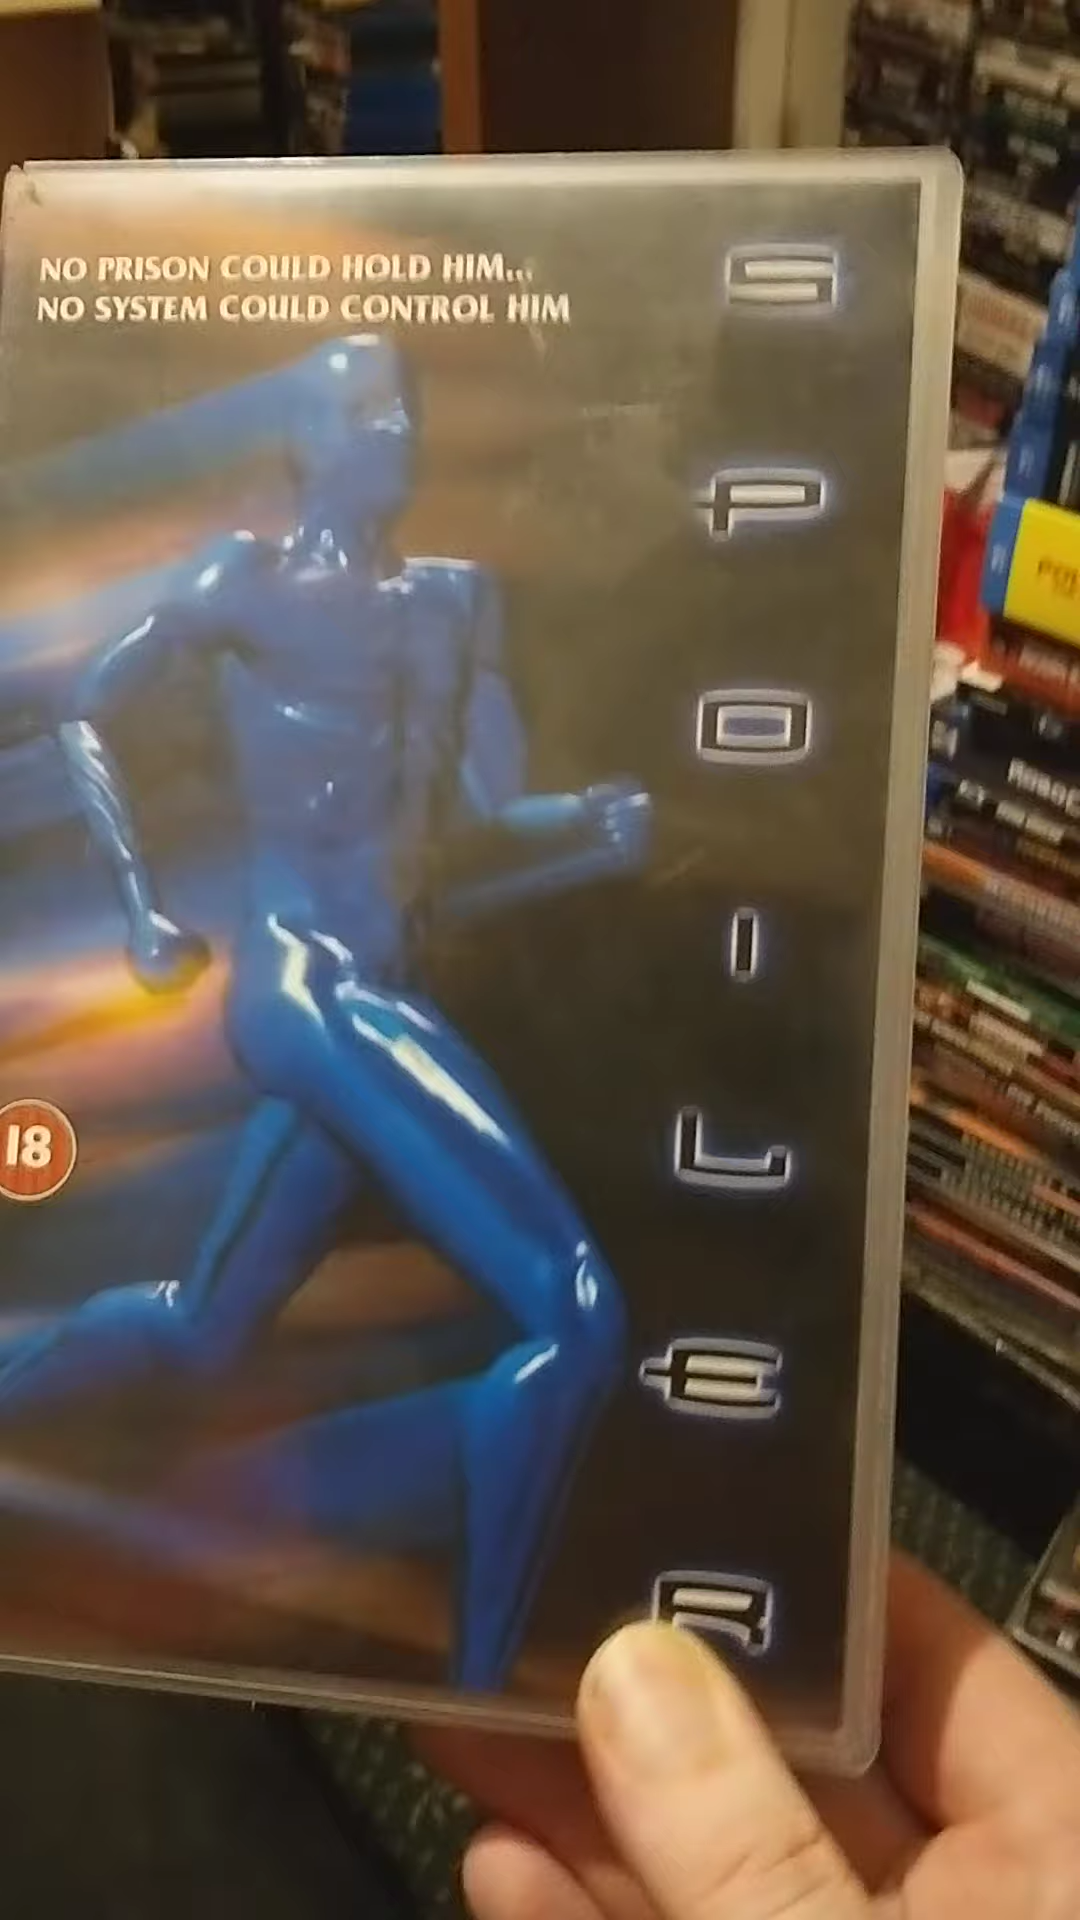 NO PRISON COULD HOLD HIM...
NO SYSTEM COULD CONTROL HIM
SPOILER
18